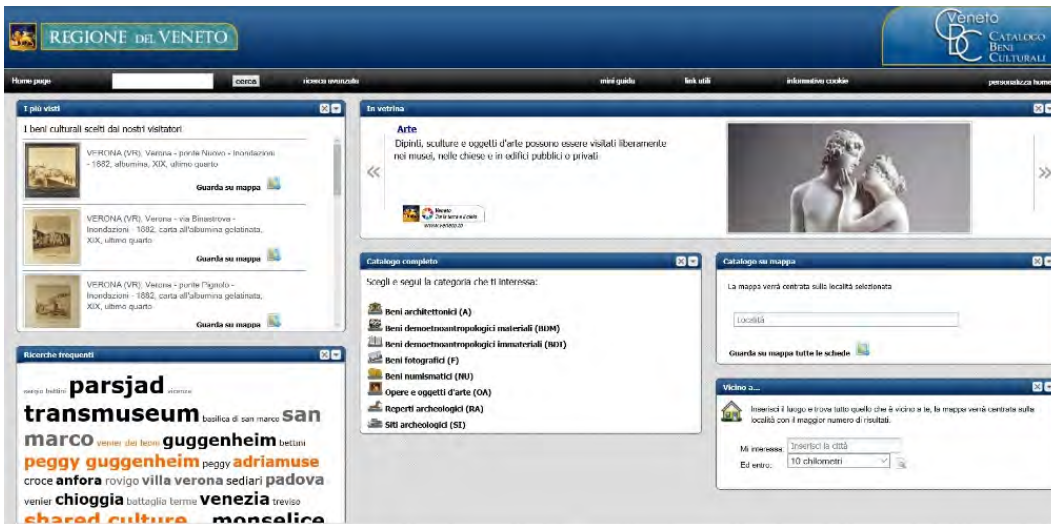 REGIONE DEL VENETO
Veneto
CATALOGO
BENI
CULTURALI
Home page
cerca
ricerca avanzata
mini guida
link utili
informativa cookie
personalizza home
I più visti
I beni culturali scelti dai nostri visitatori
VERONA (VR), Verona - ponte Nuovo - Inondazioni
- 1882, albumina, XIX, ultimo quarto
Guarda su mappa
VERONA (VR), Verona - via Binastrova -
Inondazioni - 1882, carta all'albumina gelatinata,
XIX, ultimo quarto
Guarda su mappa
VERONA (VR), Verona - ponte Pignolo -
Inondazioni - 1882, carta all'albumina gelatinata,
XIX, ultimo quarto
Guarda su mappa
Ricerche frequenti
sergio bettini parsjad vicenza
transmuseum basilica di san marco san
marco venier dei leoni guggenheim bettini
peggy guggenheim peggy adriamuse
croce anfora rovigo villa verona sediari padova
venier chioggia battaglia terme venezia treviso
shared culture monselice
In vetrina
Arte
Dipinti, sculture e oggetti d'arte possono essere visitati liberamente
nei musei, nelle chiese e in edifici pubblici o privati
Veneto
www.veneto.to
Catalogo completo
Scegli e segui la categoria che ti interessa:
Beni architettonici (A)
Beni demoetnoantropologici materiali (BDM)
Beni demoetnoantropologici immateriali (BDI)
Beni fotografici (F)
Beni numismatici (NU)
Opere e oggetti d'arte (OA)
Reperti archeologici (RA)
Siti archeologici (SI)
Catalogo su mappa
La mappa verrà centrata sulla località selezionata
Località
Guarda su mappa tutte le schede
Vicino a...
Inserisci il luogo e trova tutto quello che è vicino a te, la mappa verrà centrata sulla
località con il maggior numero di risultati.
Mi interessa: Inserisci la città
Ed entro: 10 chilometri